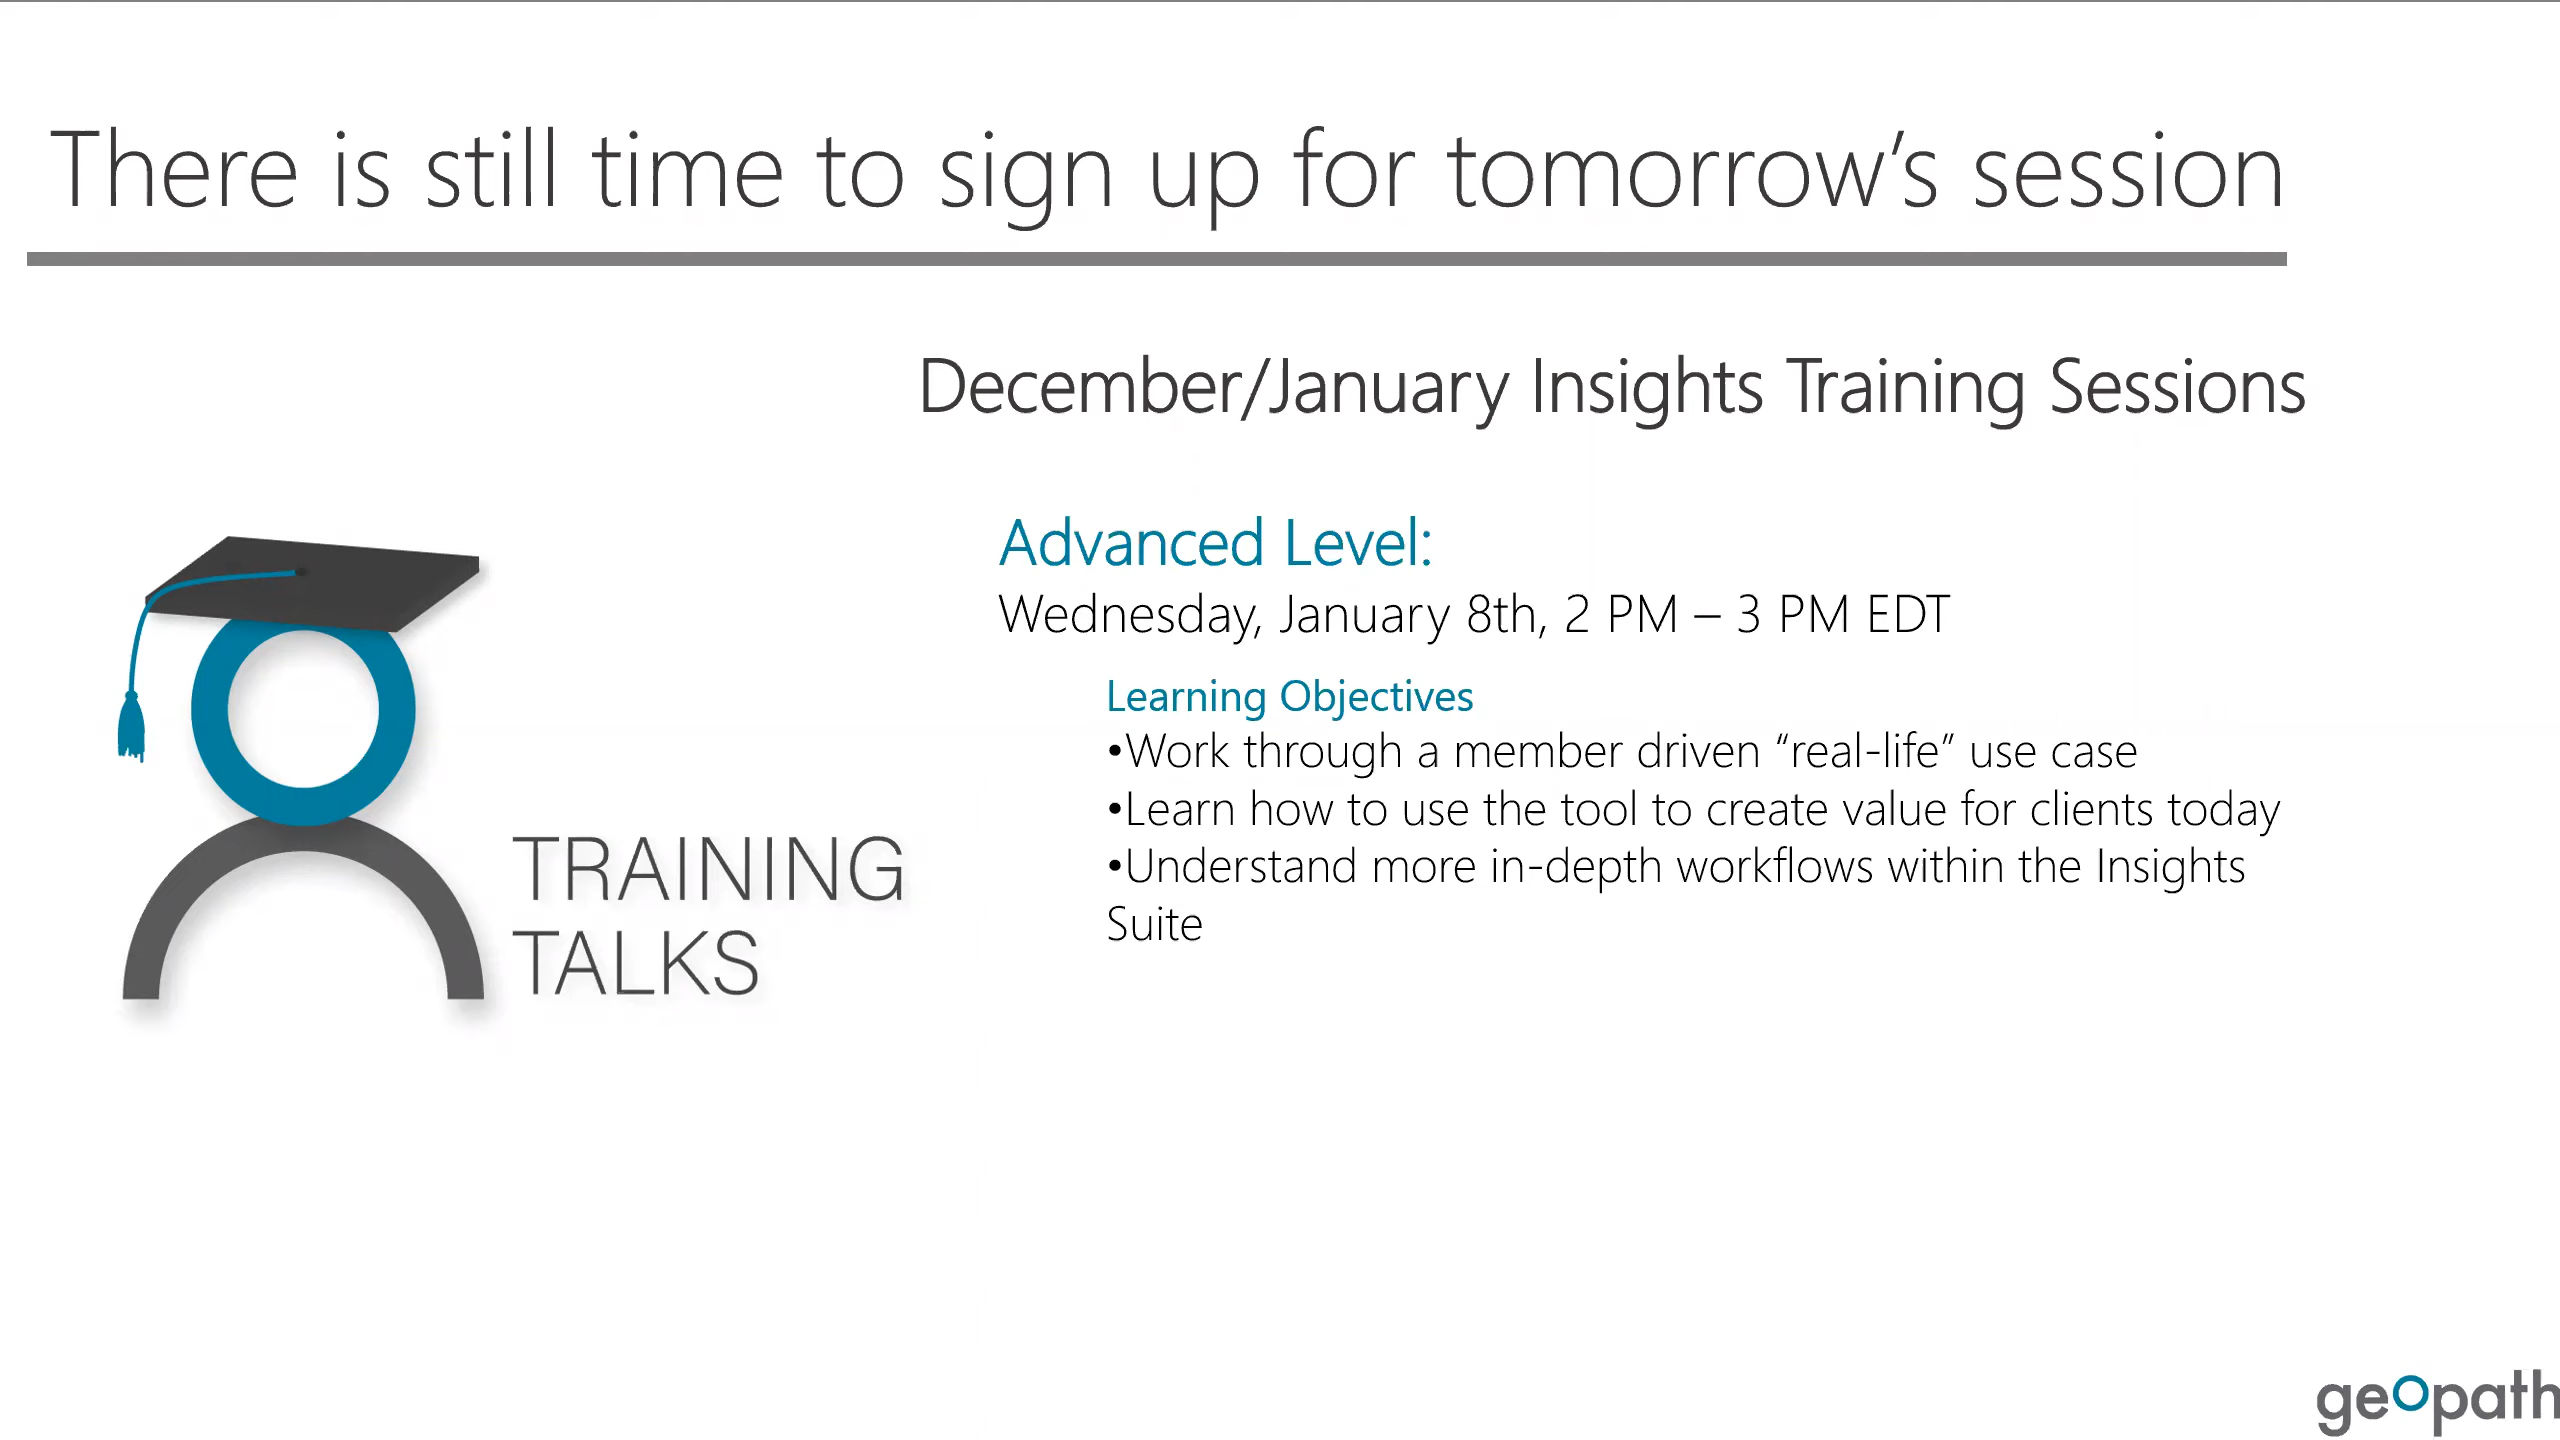 There is still time to sign up for tomorrow’s session
December/January Insights Training Sessions
Advanced Level:
Wednesday, January 8th, 2 PM – 3 PM EDT
Learning Objectives
•Work through a member driven “real-life” use case
•Learn how to use the tool to create value for clients today
•Understand more in-depth workflows within the Insights
Suite
TRAINING
TALKS
geopath